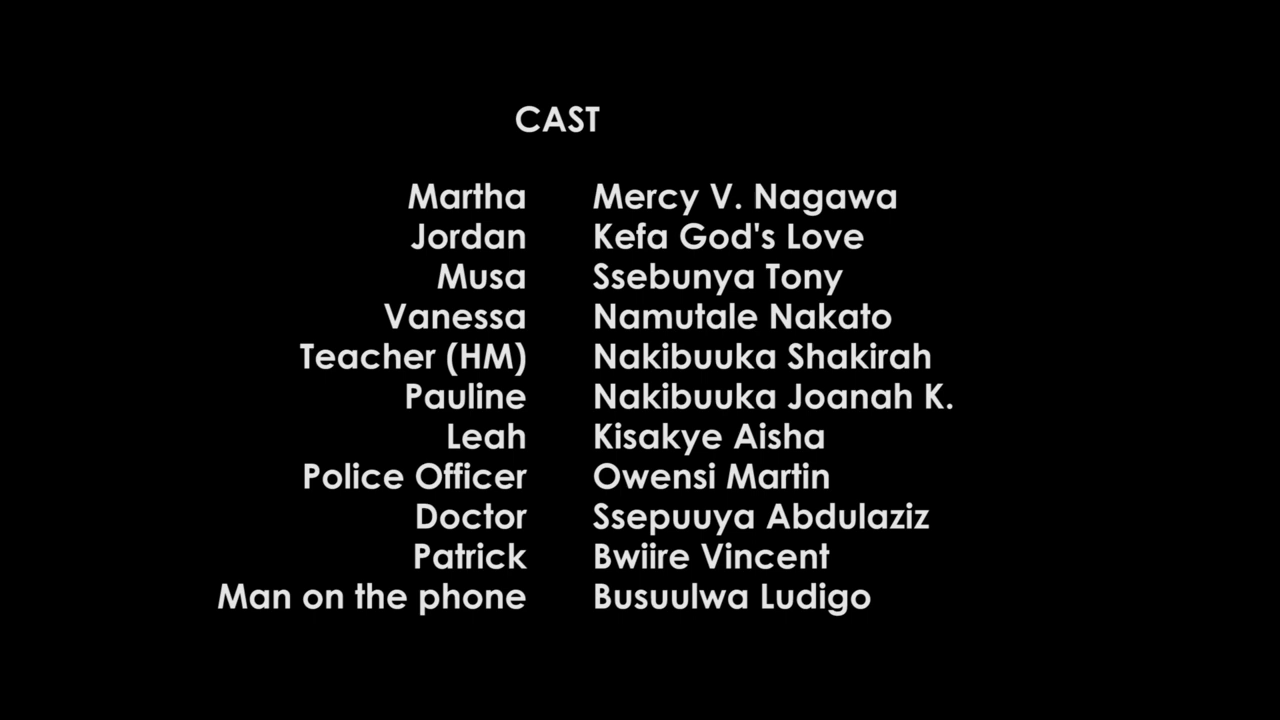 CAST
Martha Mercy V. Nagawa
Jordan Kefa God's Love
Musa Ssebunya Tony
Vanessa Namutale Nakato
Teacher (HM) Nakibuuka Shakirah
Pauline Nakibuuka Joanah K.
Leah Kisakye Aisha
Police Officer Owensi Martin
Doctor Ssepuuya Abdulaziz
Patrick Bwiire Vincent
Man on the phone Busuulwa Ludigo